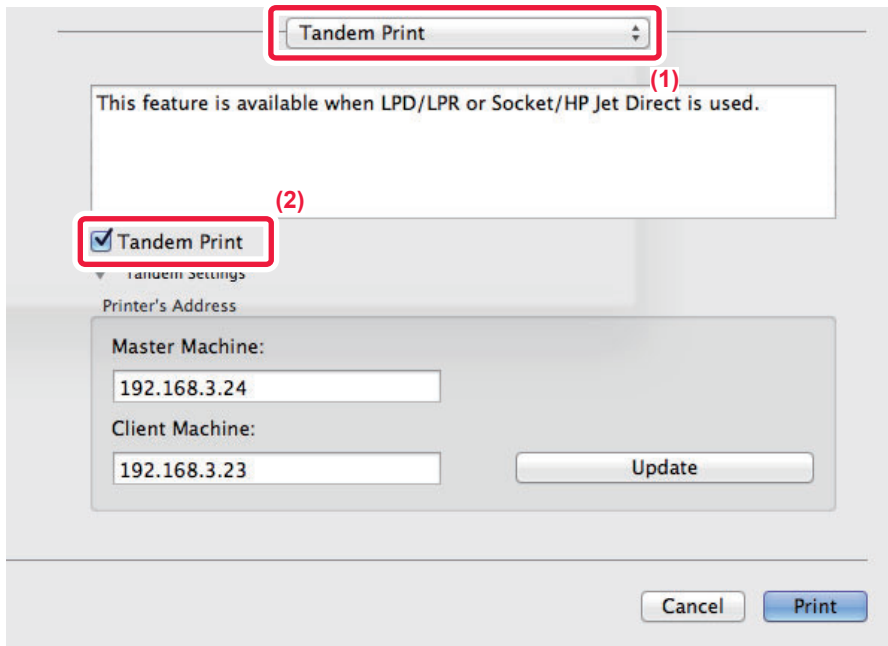 Tandem Print
(1)
This feature is available when LPD/LPR or Socket/HP Jet Direct is used.
(2)
Tandem Print
Tandem Settings
Printer's Address
Master Machine:
192.168.3.24
Client Machine:
192.168.3.23
Update
Cancel
Print